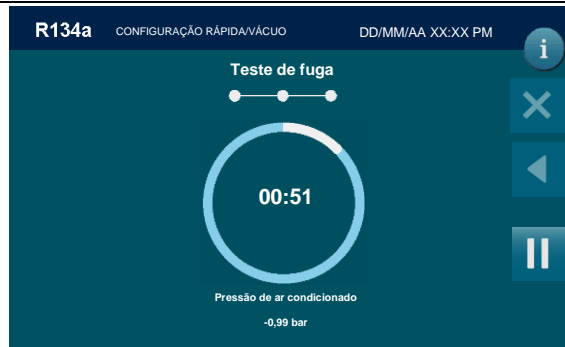 R134a CONFIGURAÇÃO RÁPIDA/VÁCUO DD/MM/AA XX:XX PM
i
Teste de fuga
00:51
Pressão de ar condicionado
-0,99 bar